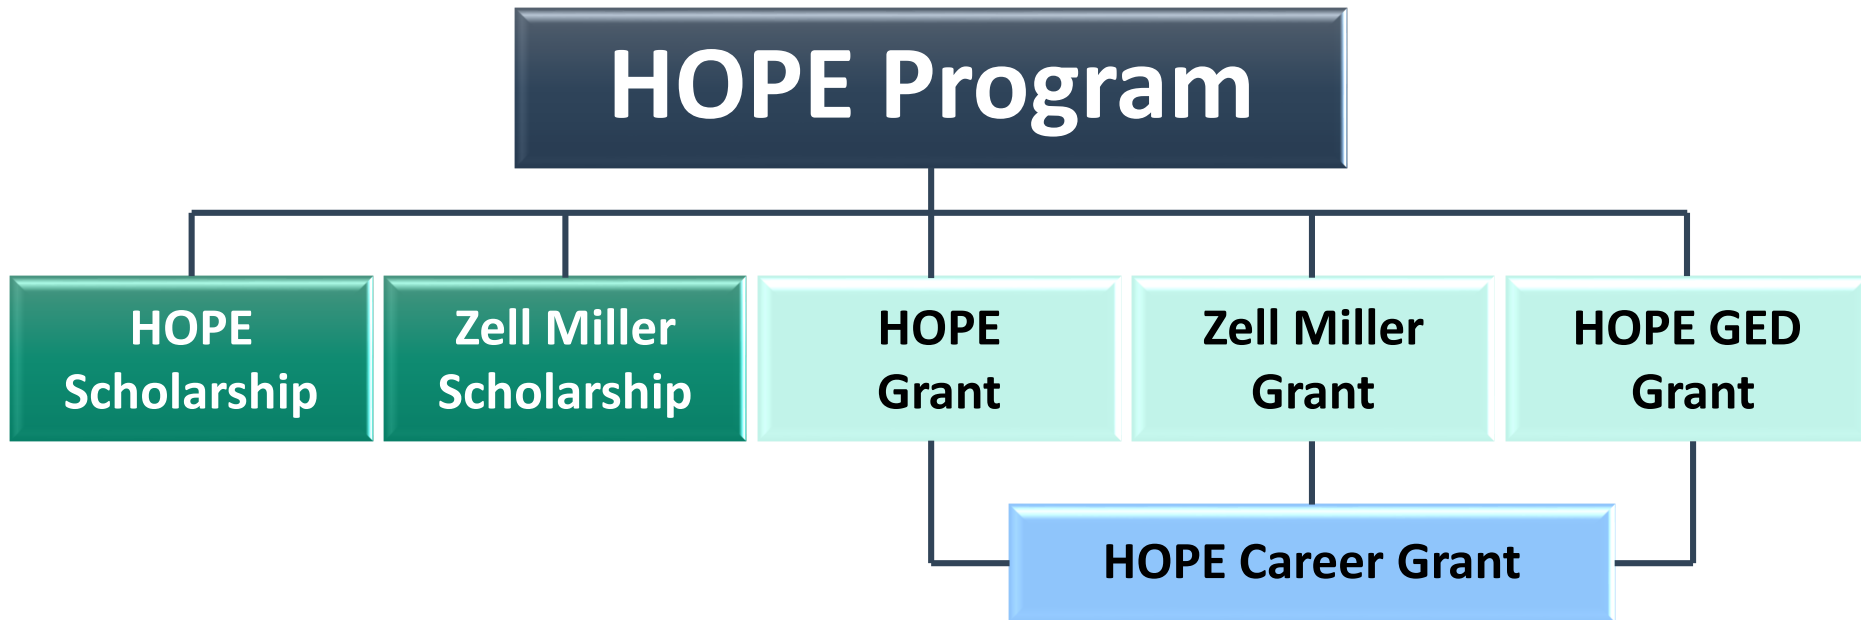 HOPE Program
HOPE
Scholarship
Zell Miller
Scholarship
HOPE
Grant
Zell Miller
Grant
HOPE GED
Grant
HOPE Career Grant